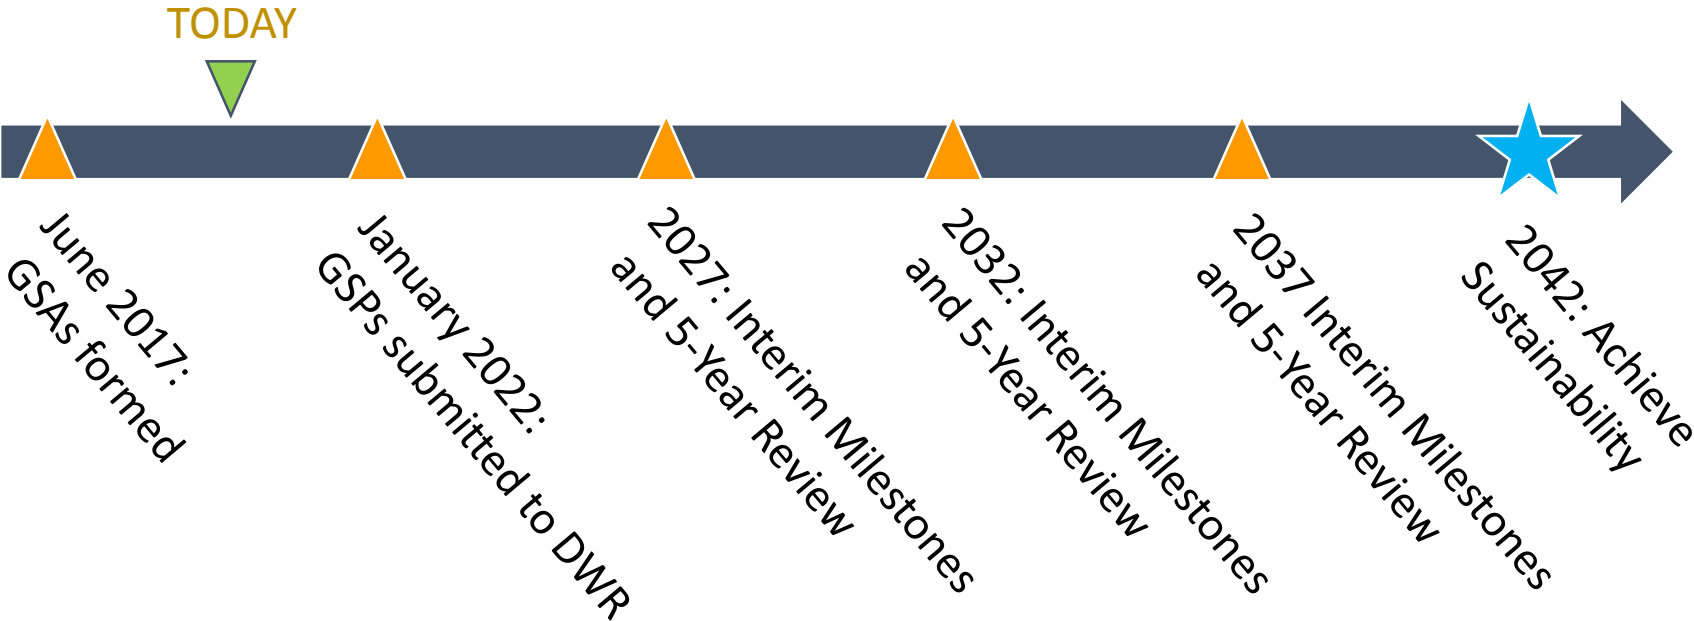 TODAY
June 2017:
GSAs formed
January 2022:
GSPs submitted to DWR
2027: Interim Milestones
and 5-Year Review
2032: Interim Milestones
and 5-Year Review
2037 Interim Milestones
and 5-Year Review
2042: Achieve
Sustainability